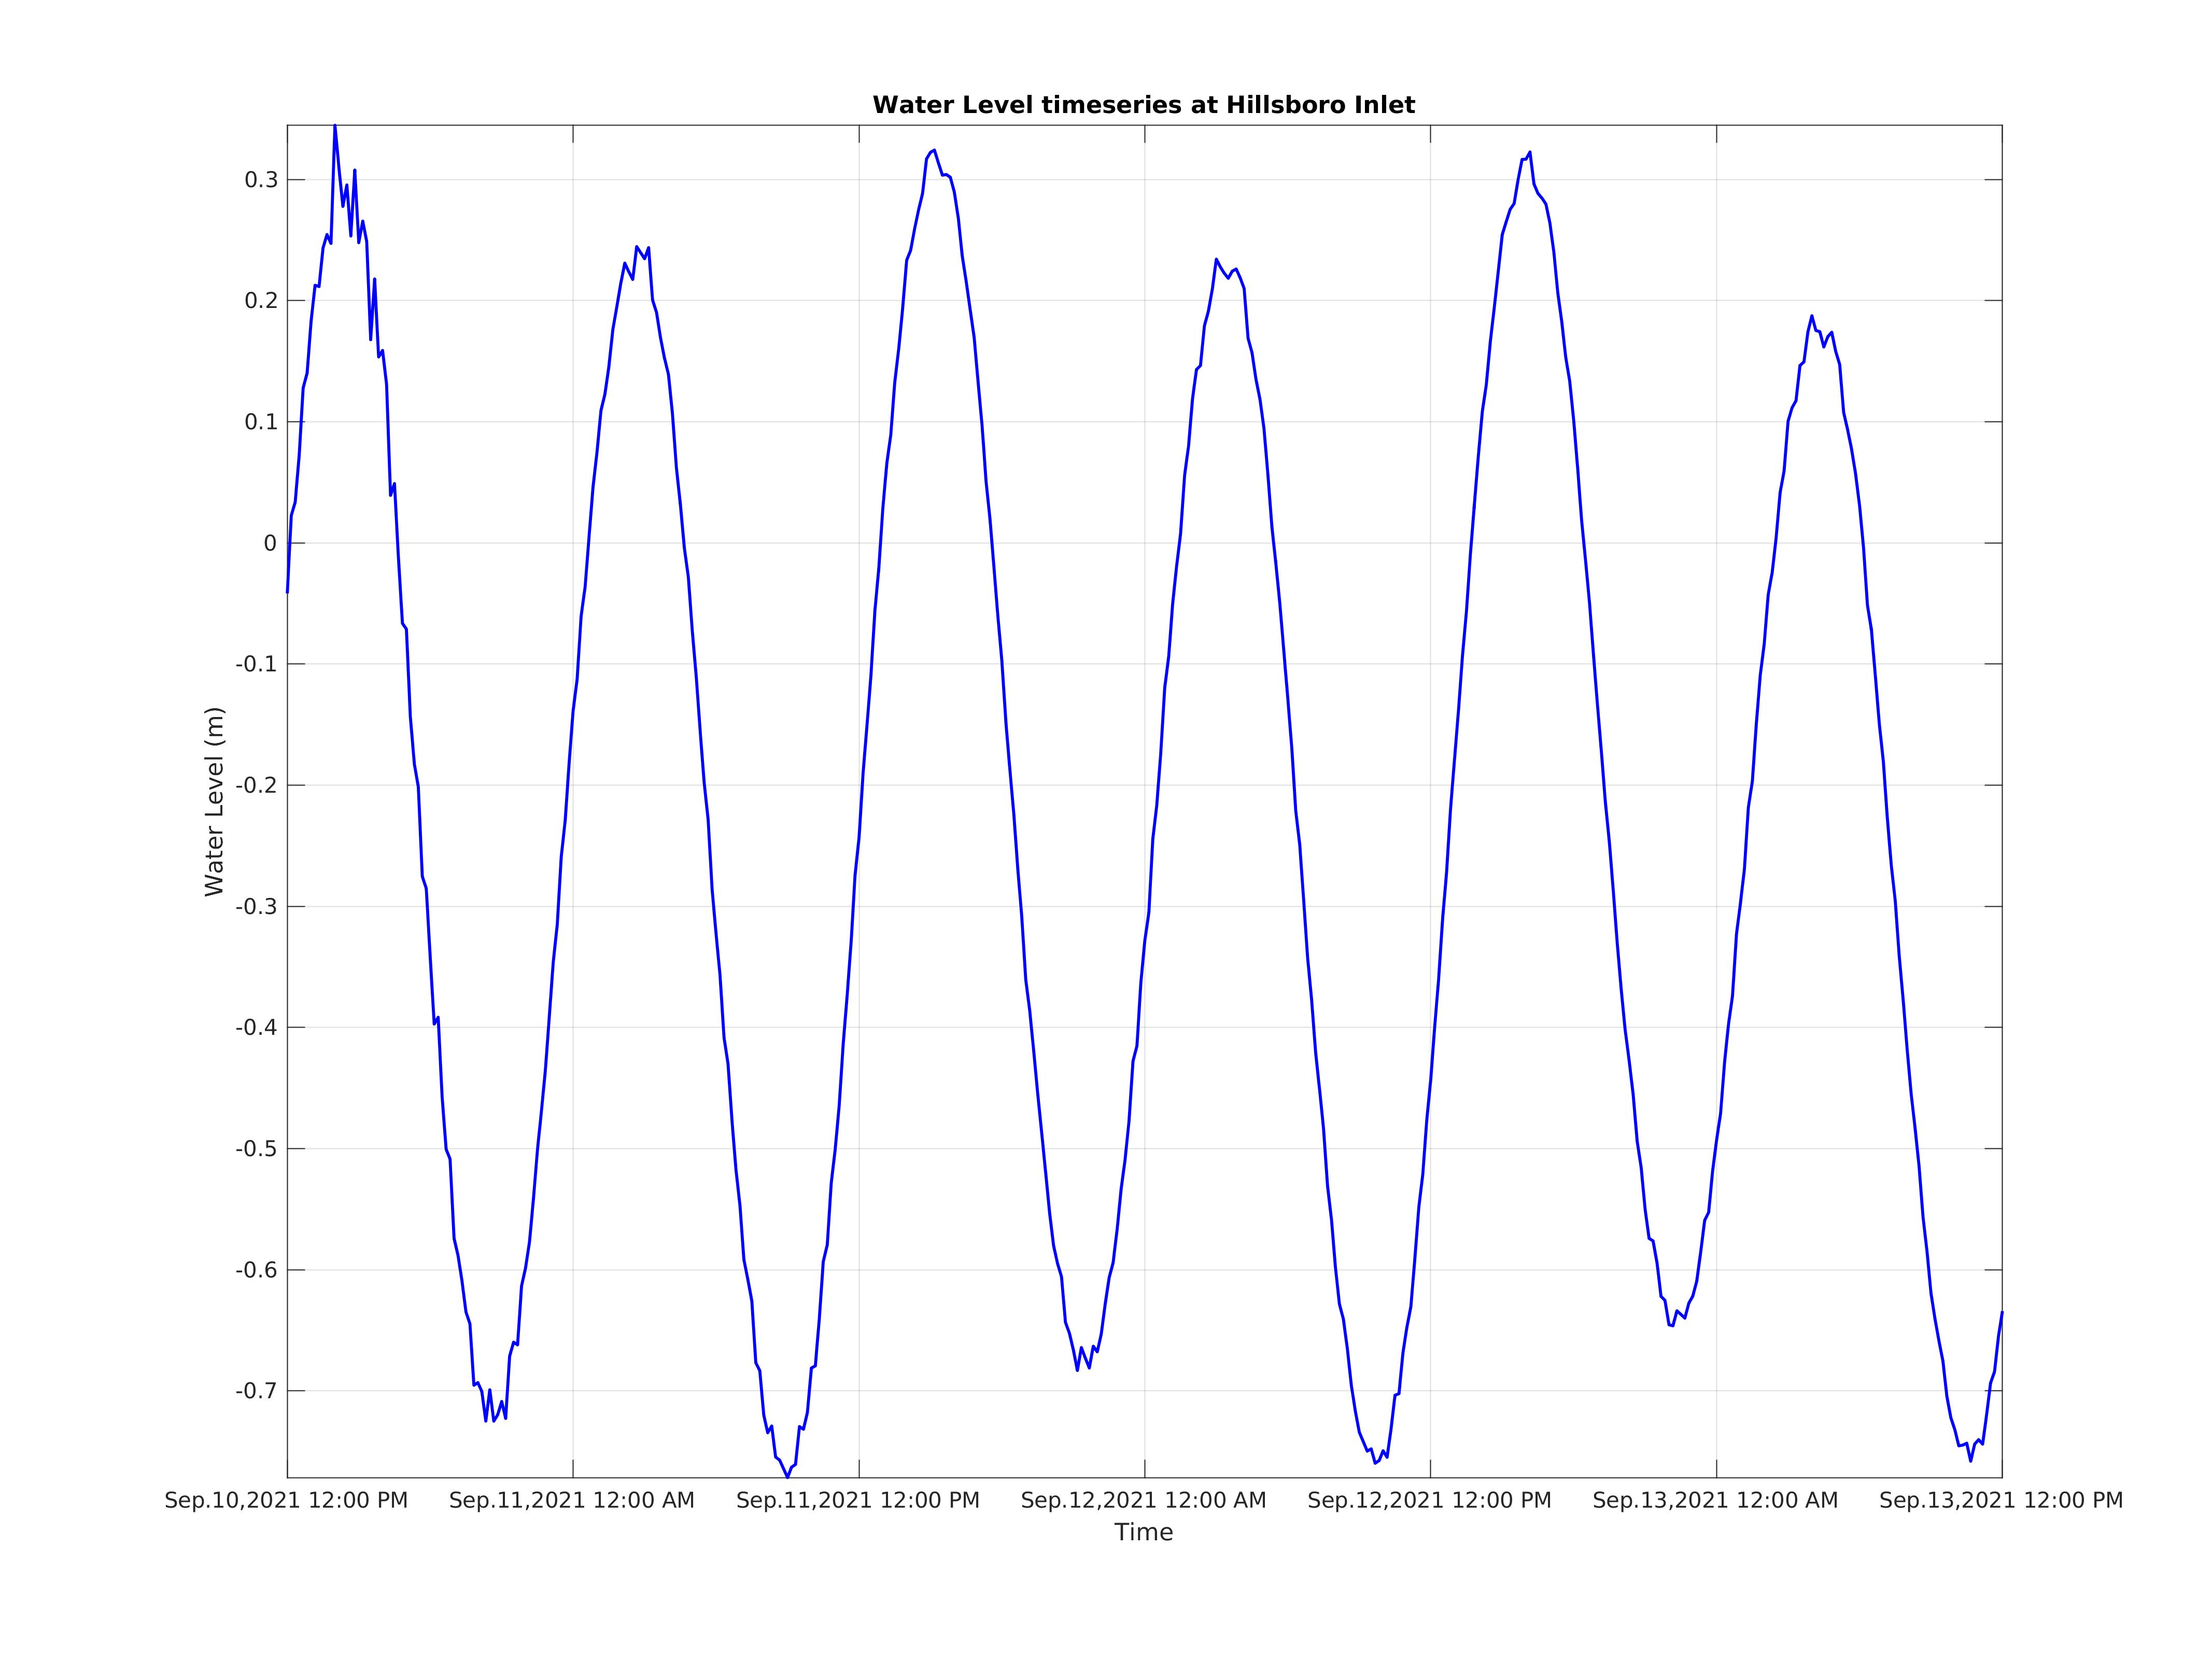 Water Level timeseries at Hillsboro Inlet
0.3
0.2
0.1
0
-0.1
-0.2
-0.3
-0.4
-0.5
-0.6
-0.7
Water Level (m)
Sep.10,2021 12:00 PM
Sep.11,2021 12:00 AM
Sep.11,2021 12:00 PM
Sep.12,2021 12:00 AM
Sep.12,2021 12:00 PM
Sep.13,2021 12:00 AM
Sep.13,2021 12:00 PM
Time